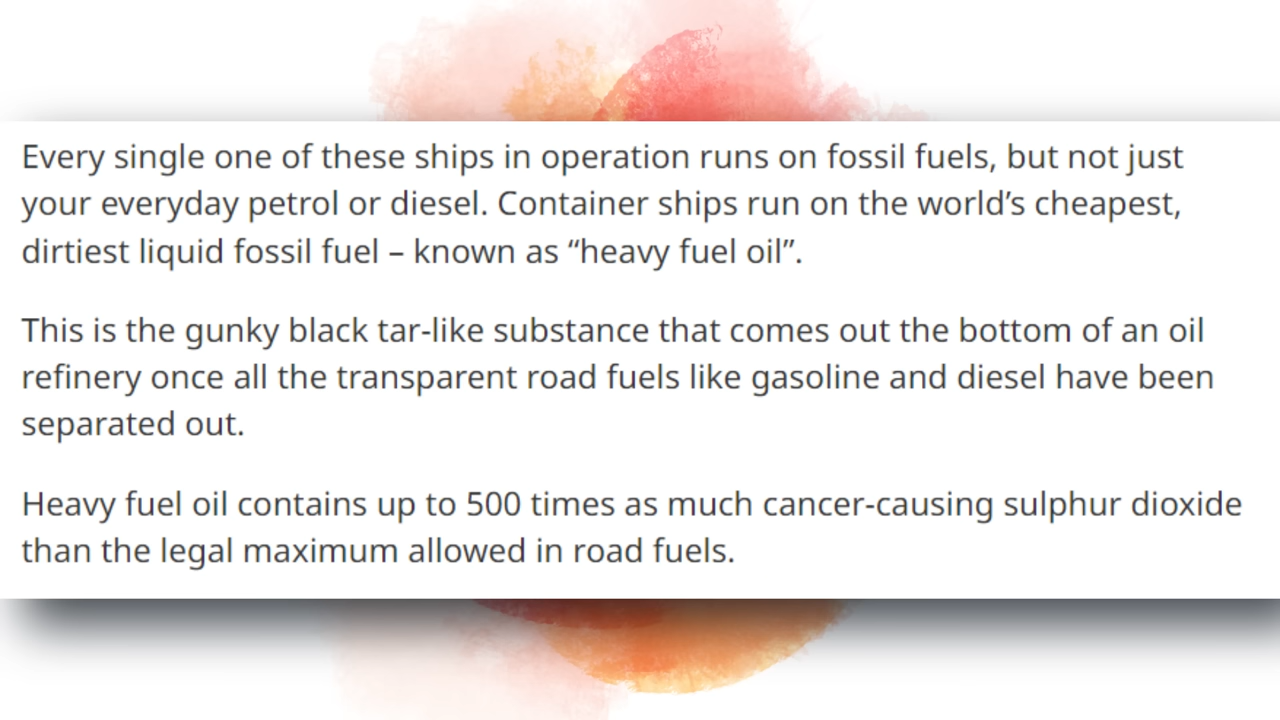 Every single one of these ships in operation runs on fossil fuels, but not just
your everyday petrol or diesel. Container ships run on the world’s cheapest,
dirtiest liquid fossil fuel – known as “heavy fuel oil”.
This is the gunky black tar-like substance that comes out the bottom of an oil
refinery once all the transparent road fuels like gasoline and diesel have been
separated out.
Heavy fuel oil contains up to 500 times as much cancer-causing sulphur dioxide
than the legal maximum allowed in road fuels.